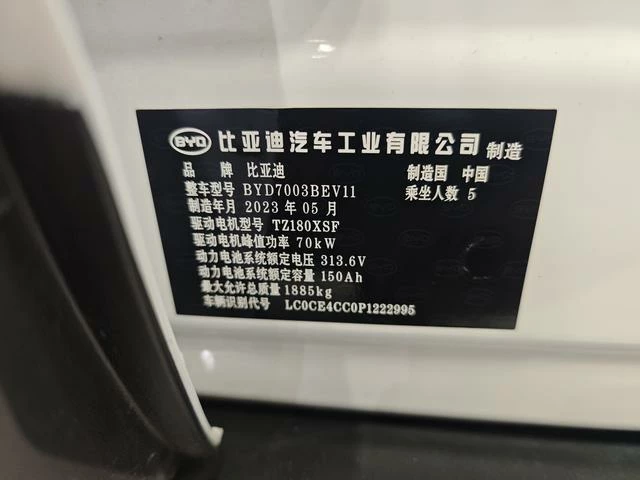 BYD 比亚迪汽车工业有限公司 制造
品 牌 比亚迪 制造国 中国
整车型号 BYD7003BEV11 乘坐人数 5
制造年月 2023 年 05 月
驱动电机型号 TZ180XSF
驱动电机峰值功率 70kW
动力电池系统额定电压 313.6V
动力电池系统额定容量 150Ah
最大允许总质量 1885kg
车辆识别代号 LC0CE4CC0P1222995